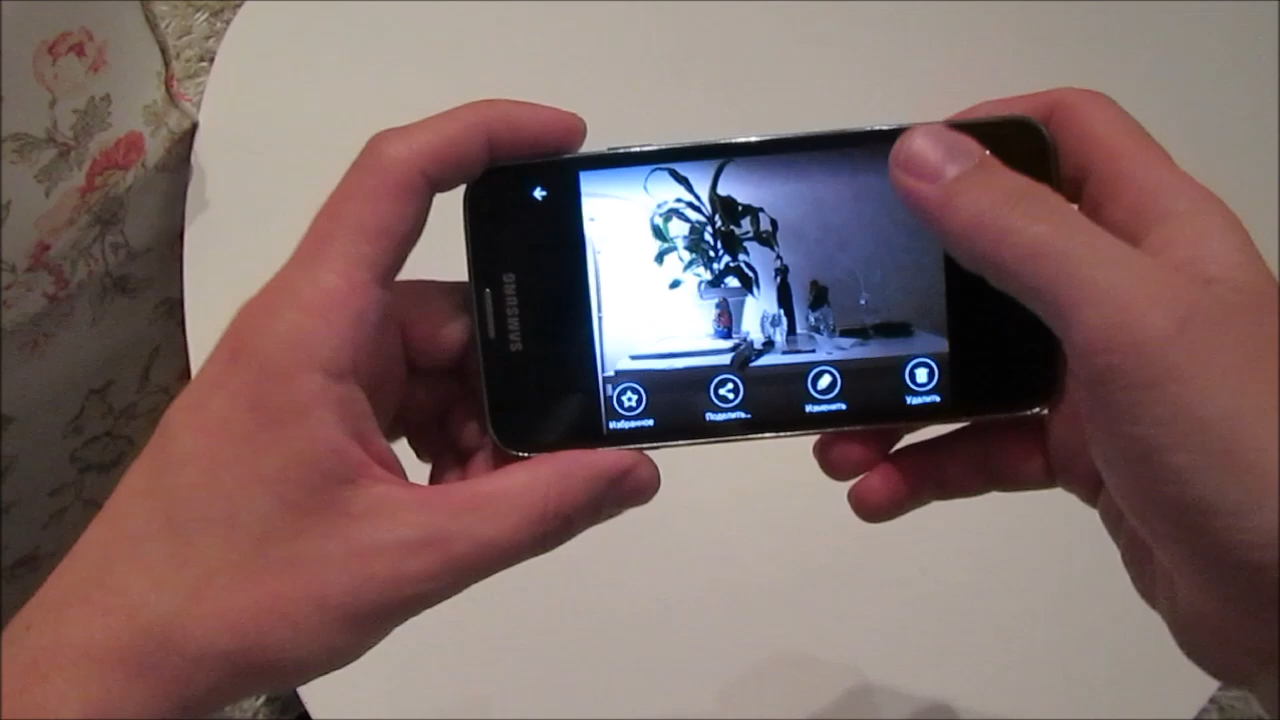 SAMSUNG
Избранное
Поделить...
Изменить
Удалить